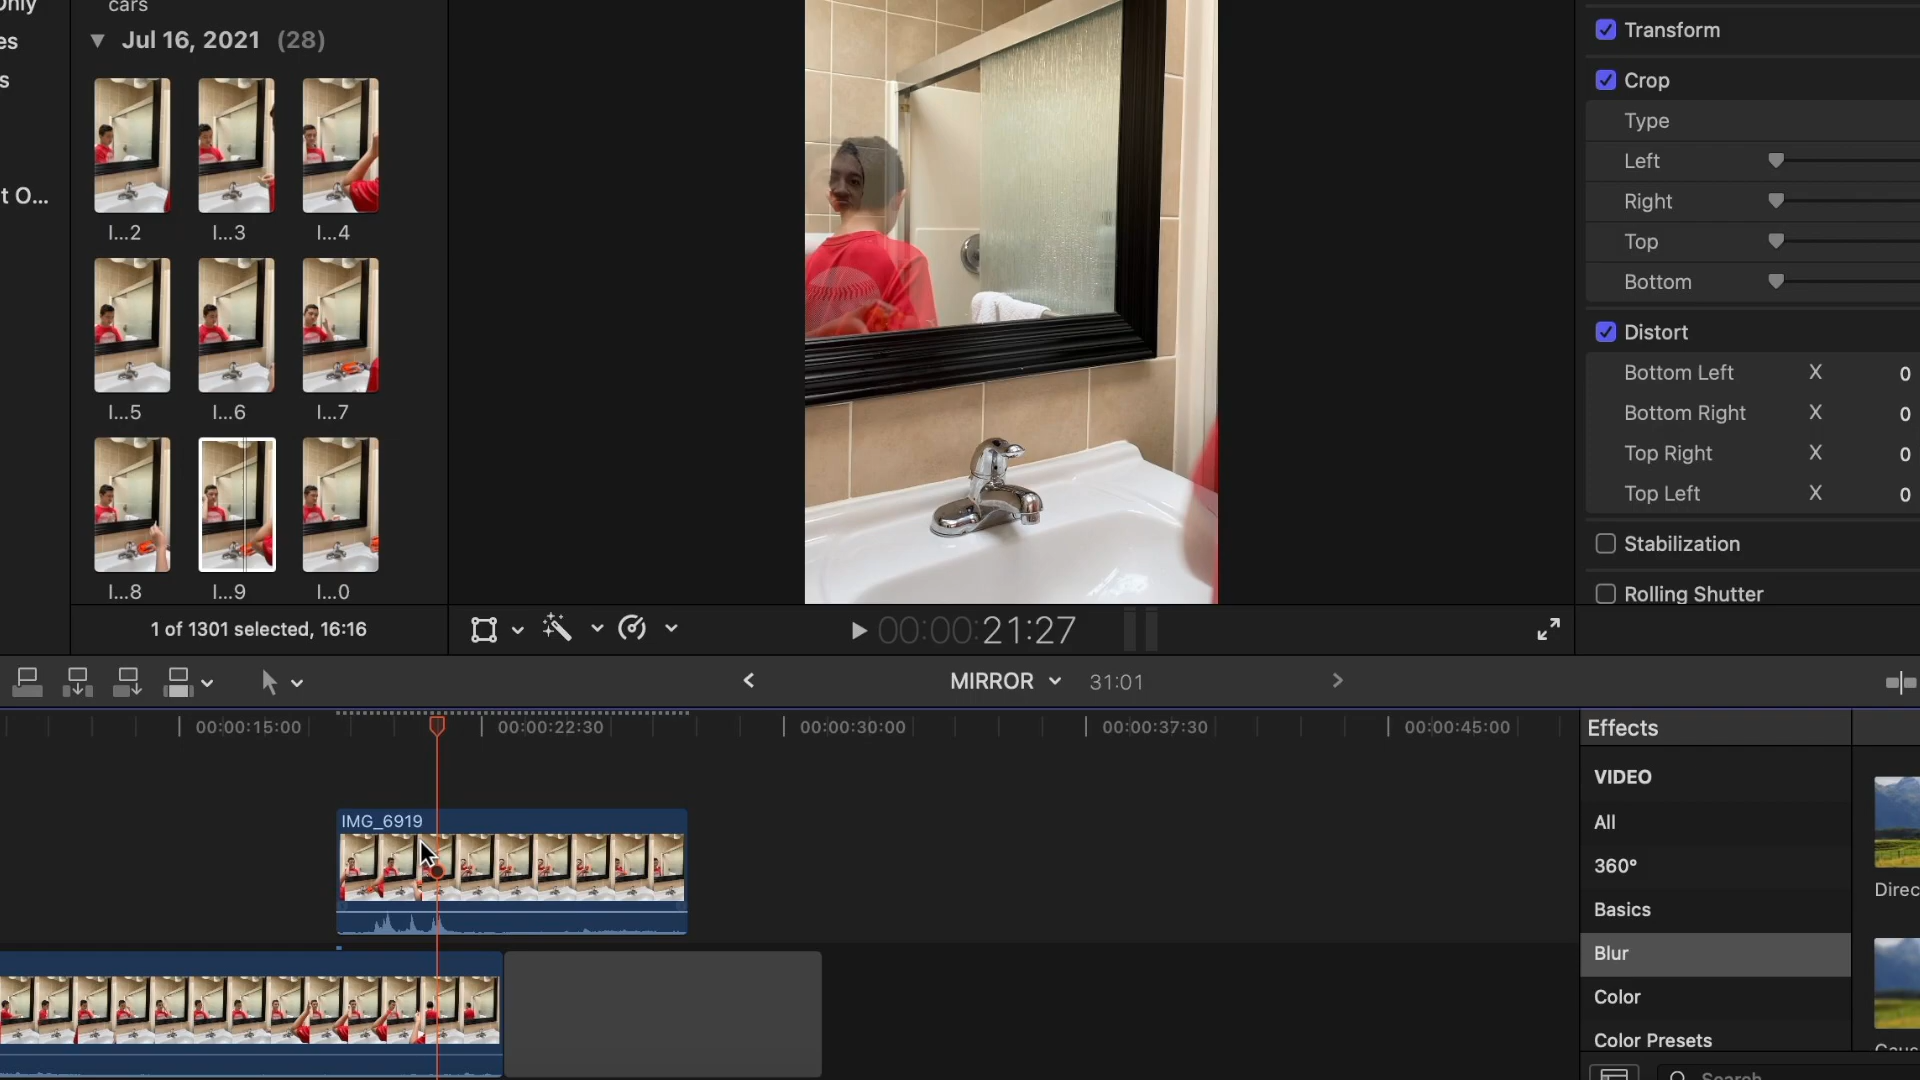 cars
Jul 16, 2021 (28)
I...2
I...3
I...4
I...5
I...6
I...7
I...8
I...9
I...0
t O...
1 of 1301 selected, 16:16
00:00:21:27
Transform
Crop
Type
Left
Right
Top
Bottom
Distort
Bottom Left X 0
Bottom Right X 0
Top Right X 0
Top Left X 0
Stabilization
Rolling Shutter
MIRROR
31:01
00:00:15:00
00:00:22:30
00:00:30:00
00:00:37:30
00:00:45:00
IMG_6919
Effects
VIDEO
All
360°
Basics
Blur
Color
Color Presets
Direc
Search